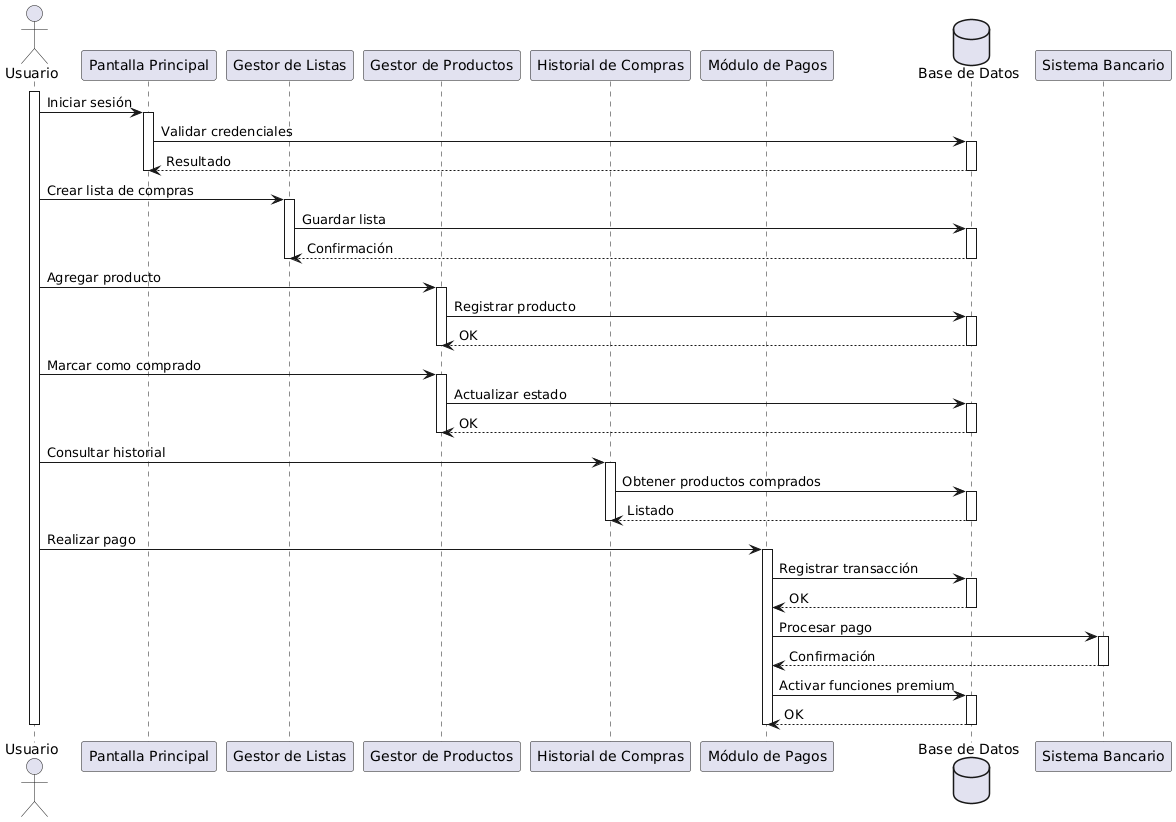 Usuario
Pantalla Principal
Gestor de Listas
Gestor de Productos
Historial de Compras
Módulo de Pagos
Base de Datos
Sistema Bancario
Iniciar sesión
Validar credenciales
Resultado
Crear lista de compras
Guardar lista
Confirmación
Agregar producto
Registrar producto
OK
Marcar como comprado
Actualizar estado
OK
Consultar historial
Obtener productos comprados
Listado
Realizar pago
Registrar transacción
OK
Procesar pago
Confirmación
Activar funciones premium
OK
Usuario
Pantalla Principal
Gestor de Listas
Gestor de Productos
Historial de Compras
Módulo de Pagos
Base de Datos
Sistema Bancario